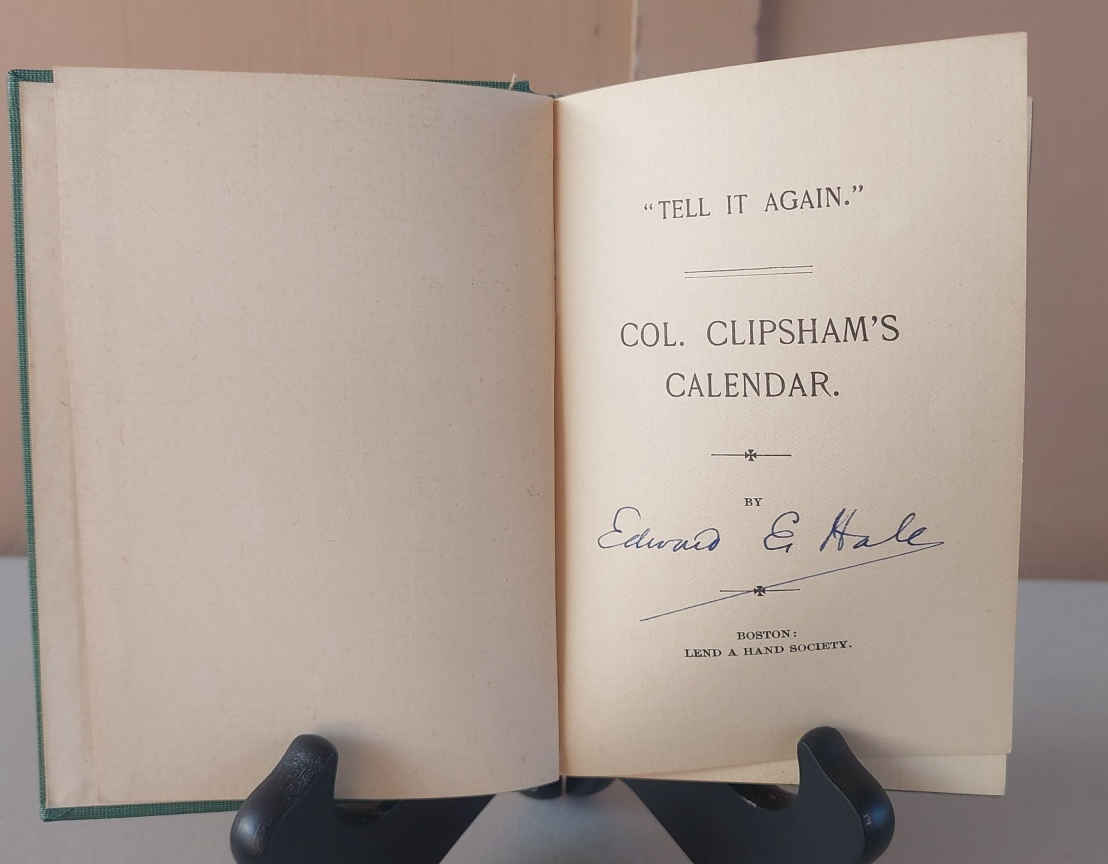 “TELL IT AGAIN.”
COL. CLIPSHAM’S
CALENDAR.
BY
Edward E. Hale
BOSTON:
LEND A HAND SOCIETY.